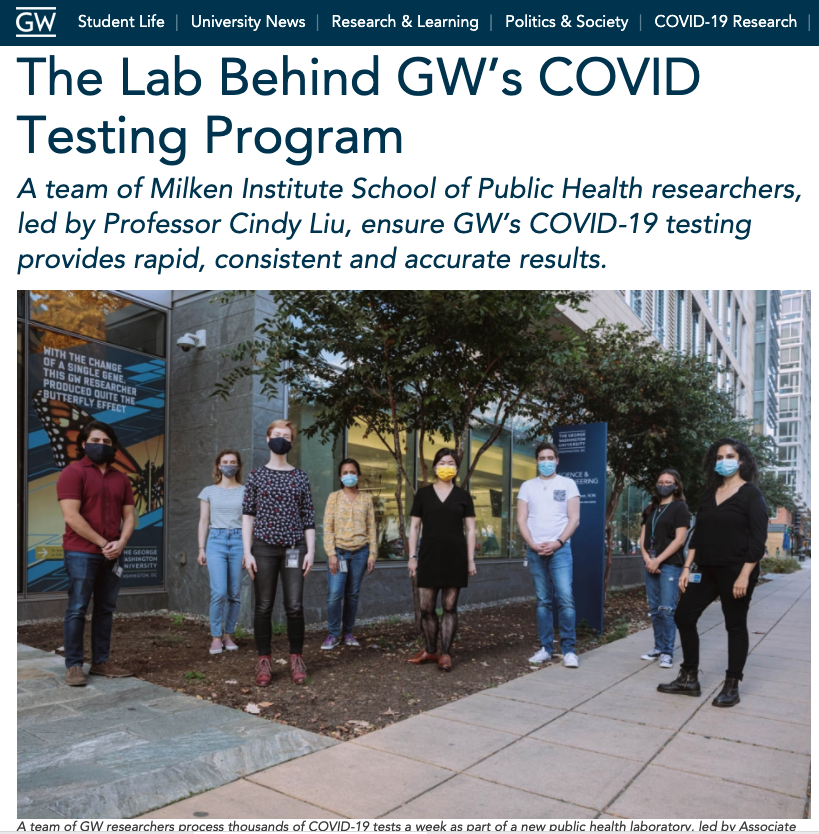 GW Student Life | University News | Research & Learning | Politics & Society | COVID-19 Research |
The Lab Behind GW’s COVID
Testing Program
A team of Milken Institute School of Public Health researchers,
led by Professor Cindy Liu, ensure GW’s COVID-19 testing
provides rapid, consistent and accurate results.
WITH THE CHANGE
OF A SINGLE GENE,
THIS GW RESEARCHER
PRODUCED QUITE THE
BUTTERFLY EFFECT
THE GEORGE
WASHINGTON
UNIVERSITY
WASHINGTON, DC
THE GEORGE
WASHINGTON
UNIVERSITY
WASHINGTON, DC
SCIENCE &
A team of GW researchers process thousands of COVID-19 tests a week as part of a new public health laboratory, led by Associate